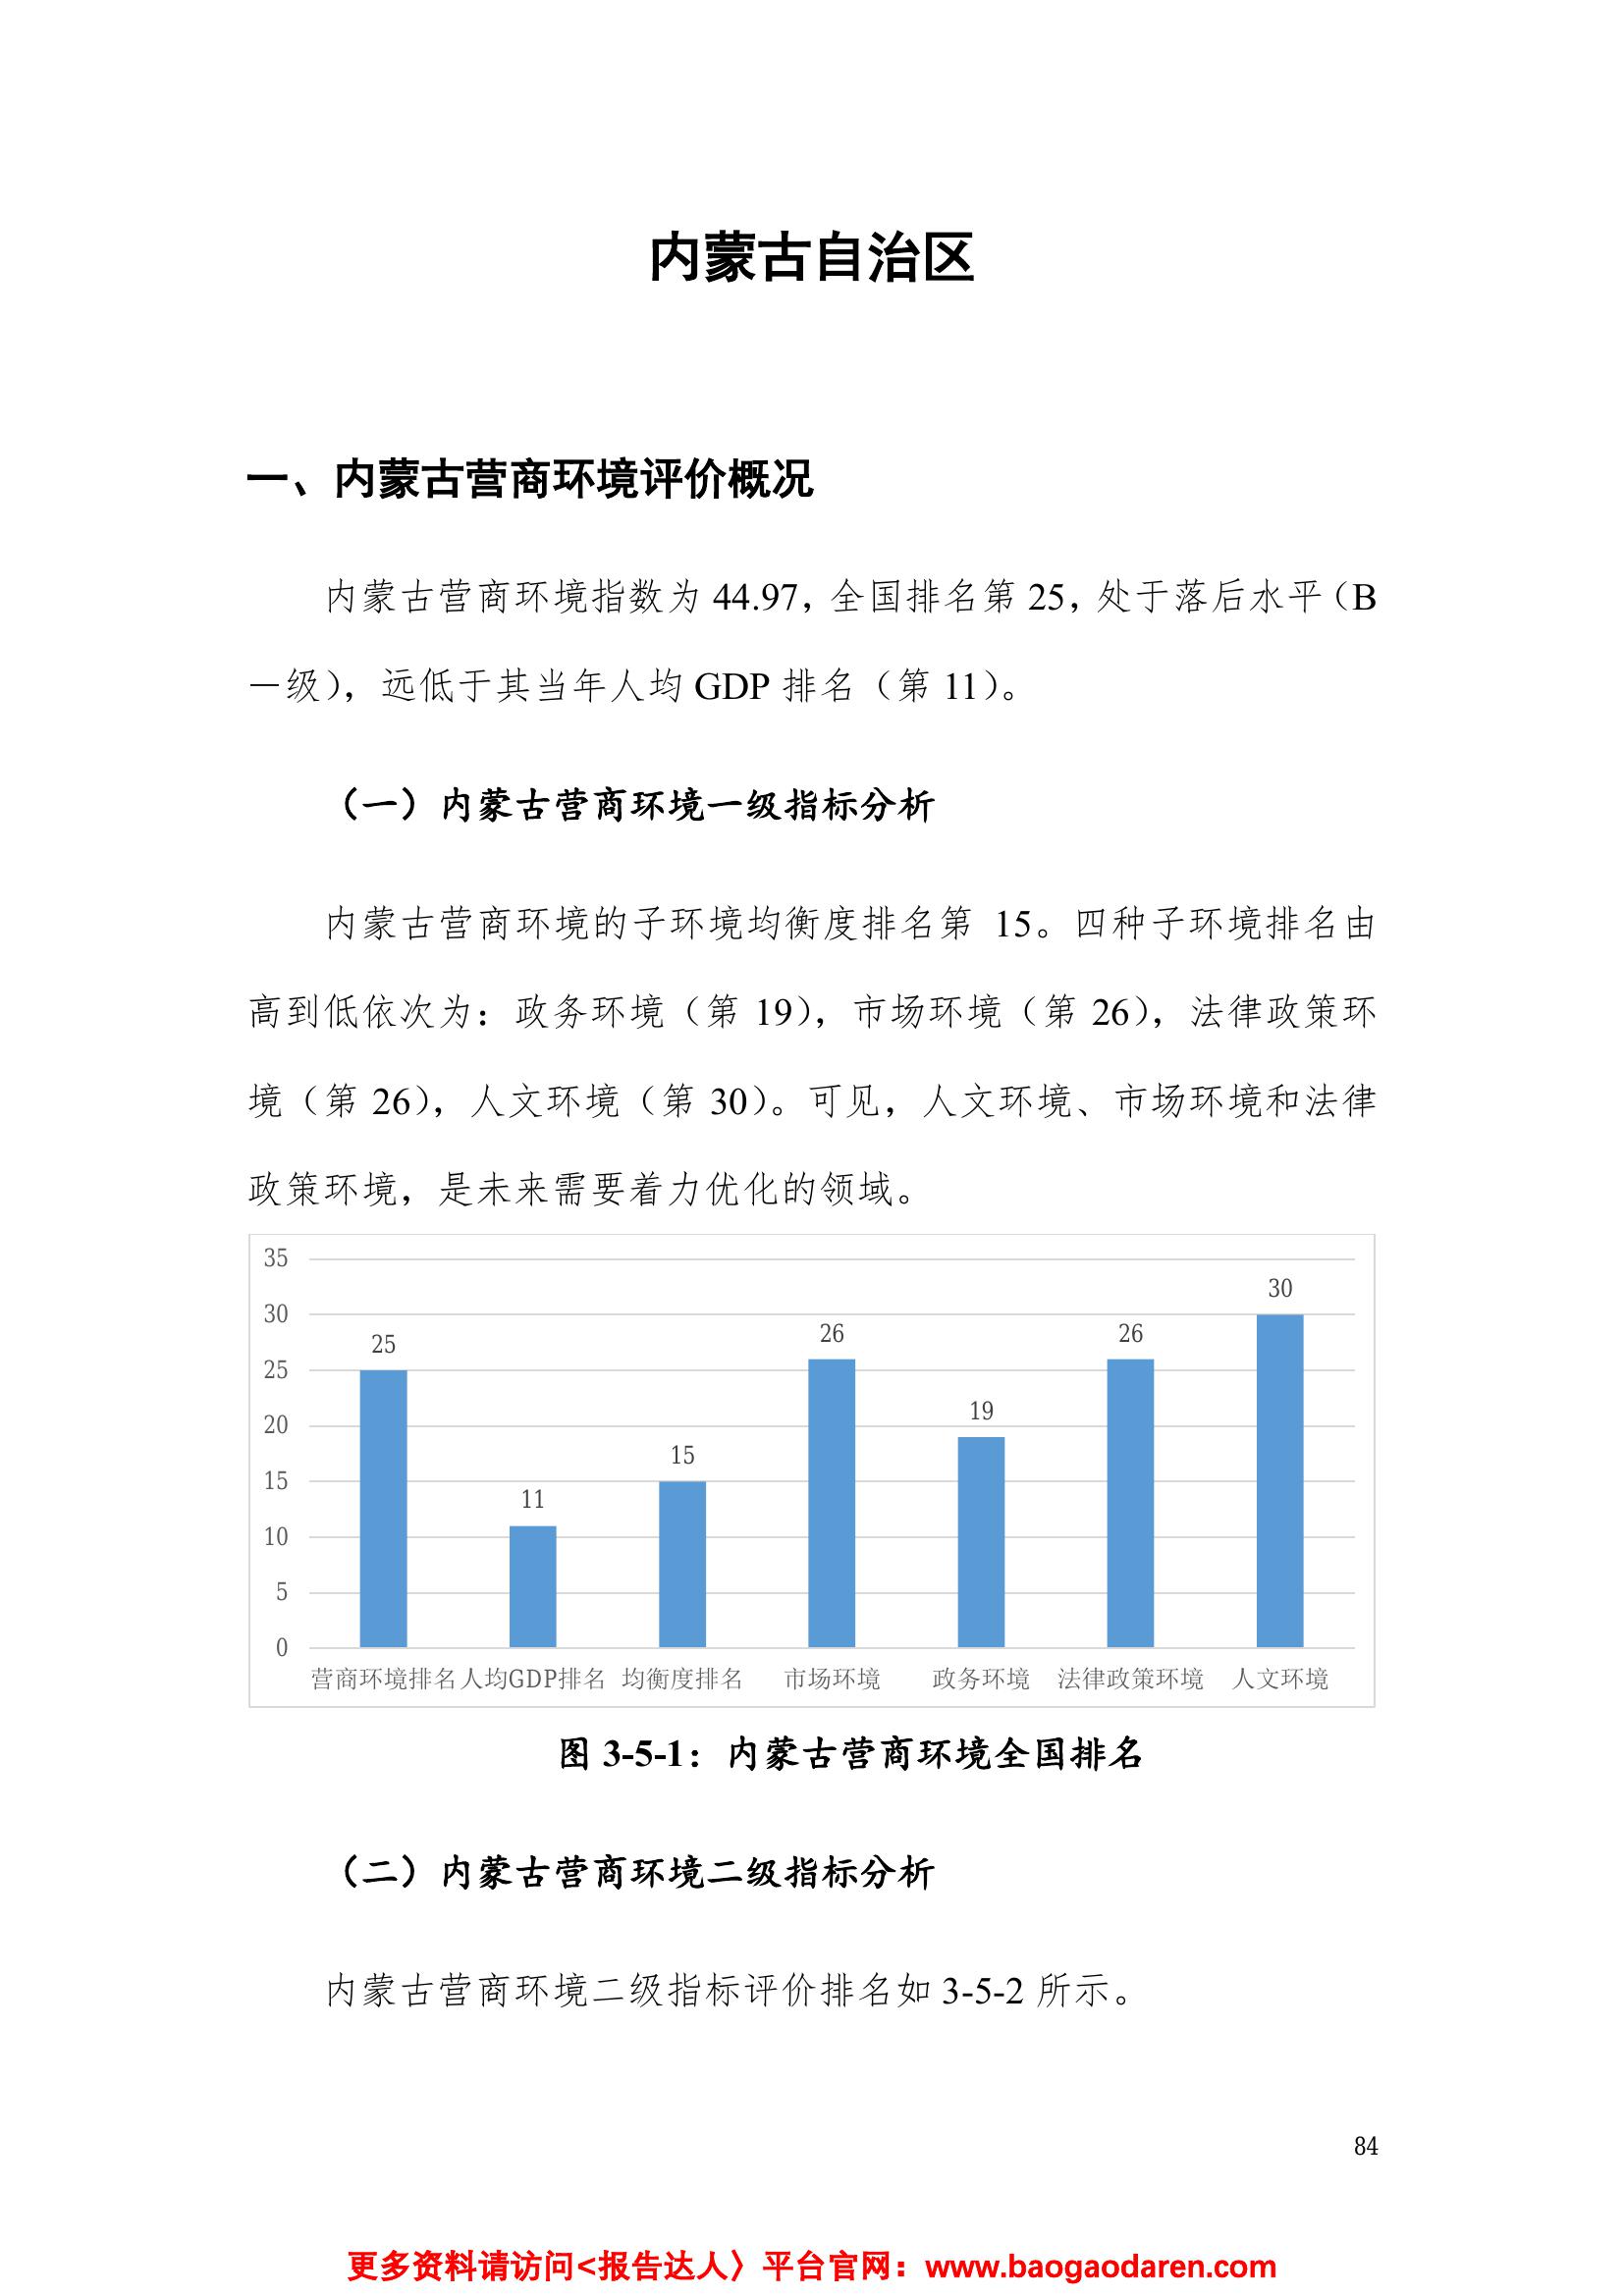 内蒙古自治区
一、内蒙古营商环境评价概况
内蒙古营商环境指数为 44.97，全国排名第 25，处于落后水平（B
－级），远低于其当年人均 GDP 排名（第 11）。
（一）内蒙古营商环境一级指标分析
内蒙古营商环境的子环境均衡度排名第 15。四种子环境排名由
高到低依次为：政务环境（第 19），市场环境（第 26），法律政策环
境（第 26），人文环境（第 30）。可见，人文环境、市场环境和法律
政策环境，是未来需要着力优化的领域。
35
30
25
20
15
10
5
0
25
11
15
26
19
26
30
营商环境排名 人均GDP排名 均衡度排名 市场环境 政务环境 法律政策环境 人文环境
图 3-5-1：内蒙古营商环境全国排名
（二）内蒙古营商环境二级指标分析
内蒙古营商环境二级指标评价排名如 3-5-2 所示。
84
更多资料请访问<报告达人〉平台官网：www.baogaodaren.com